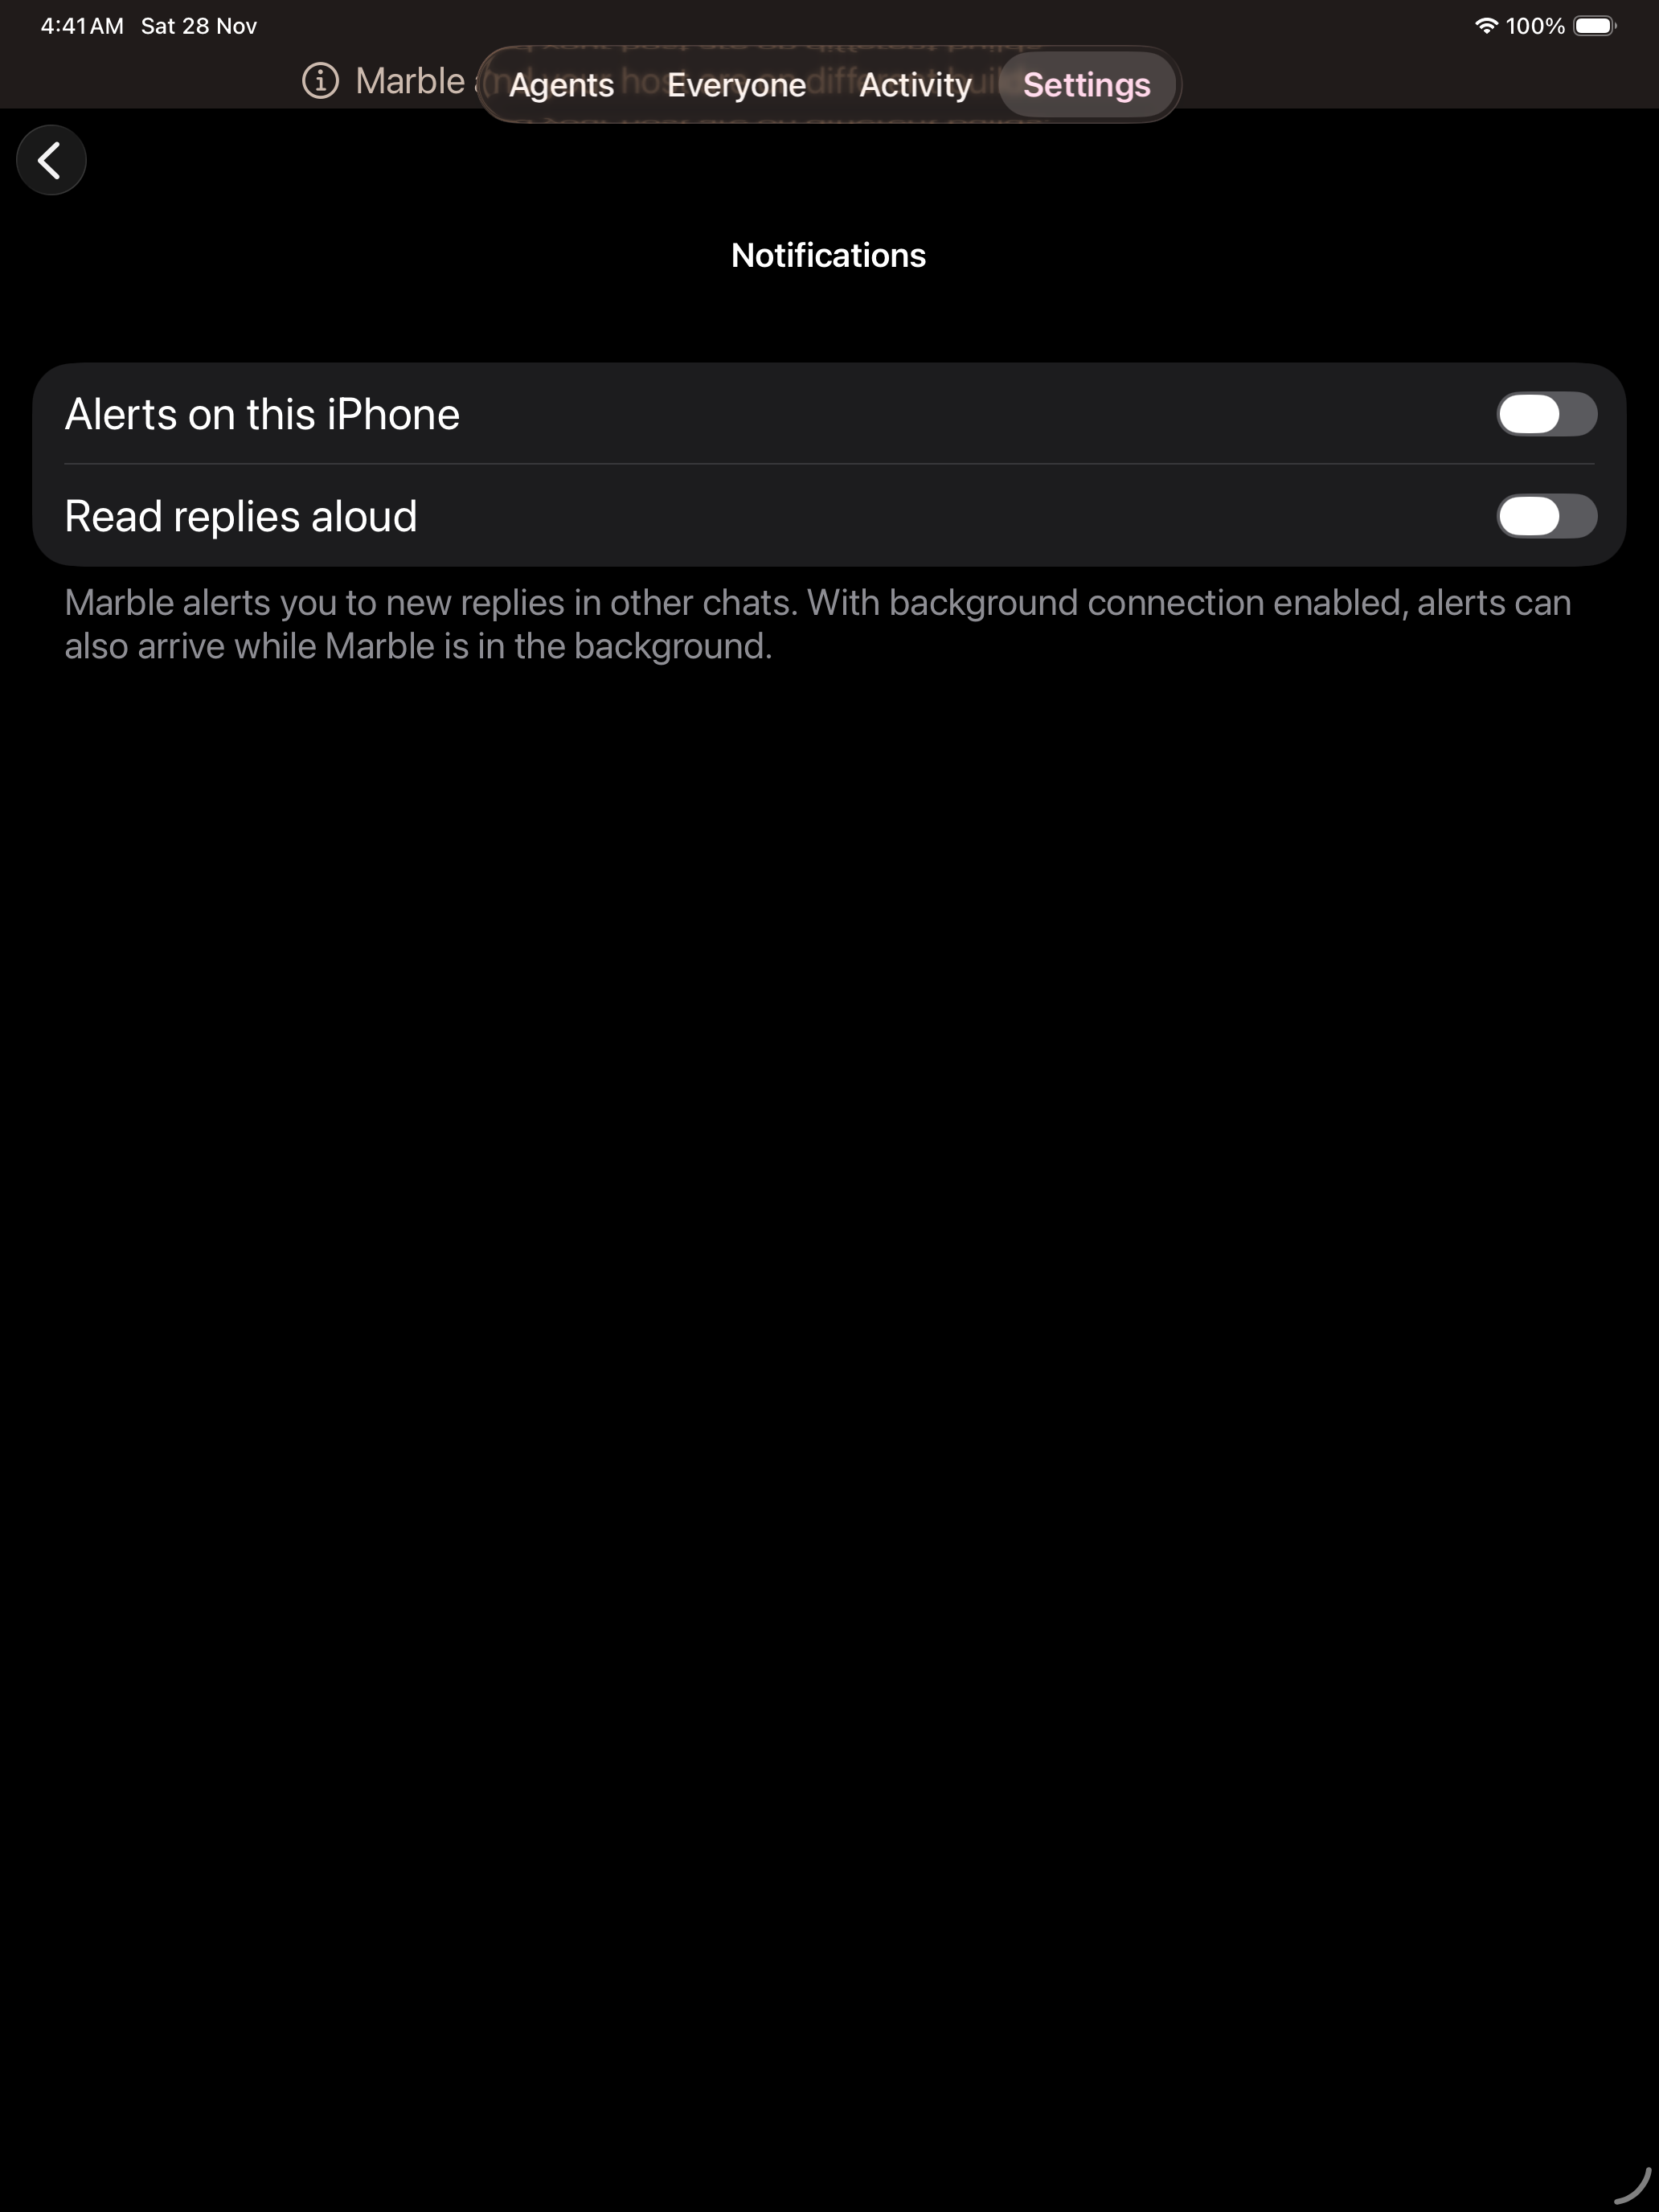 4:41 AM Sat 28 Nov
100%
Marble
Agents Everyone Activity Settings
Notifications
Alerts on this iPhone
Read replies aloud
Marble alerts you to new replies in other chats. With background connection enabled, alerts can
also arrive while Marble is in the background.